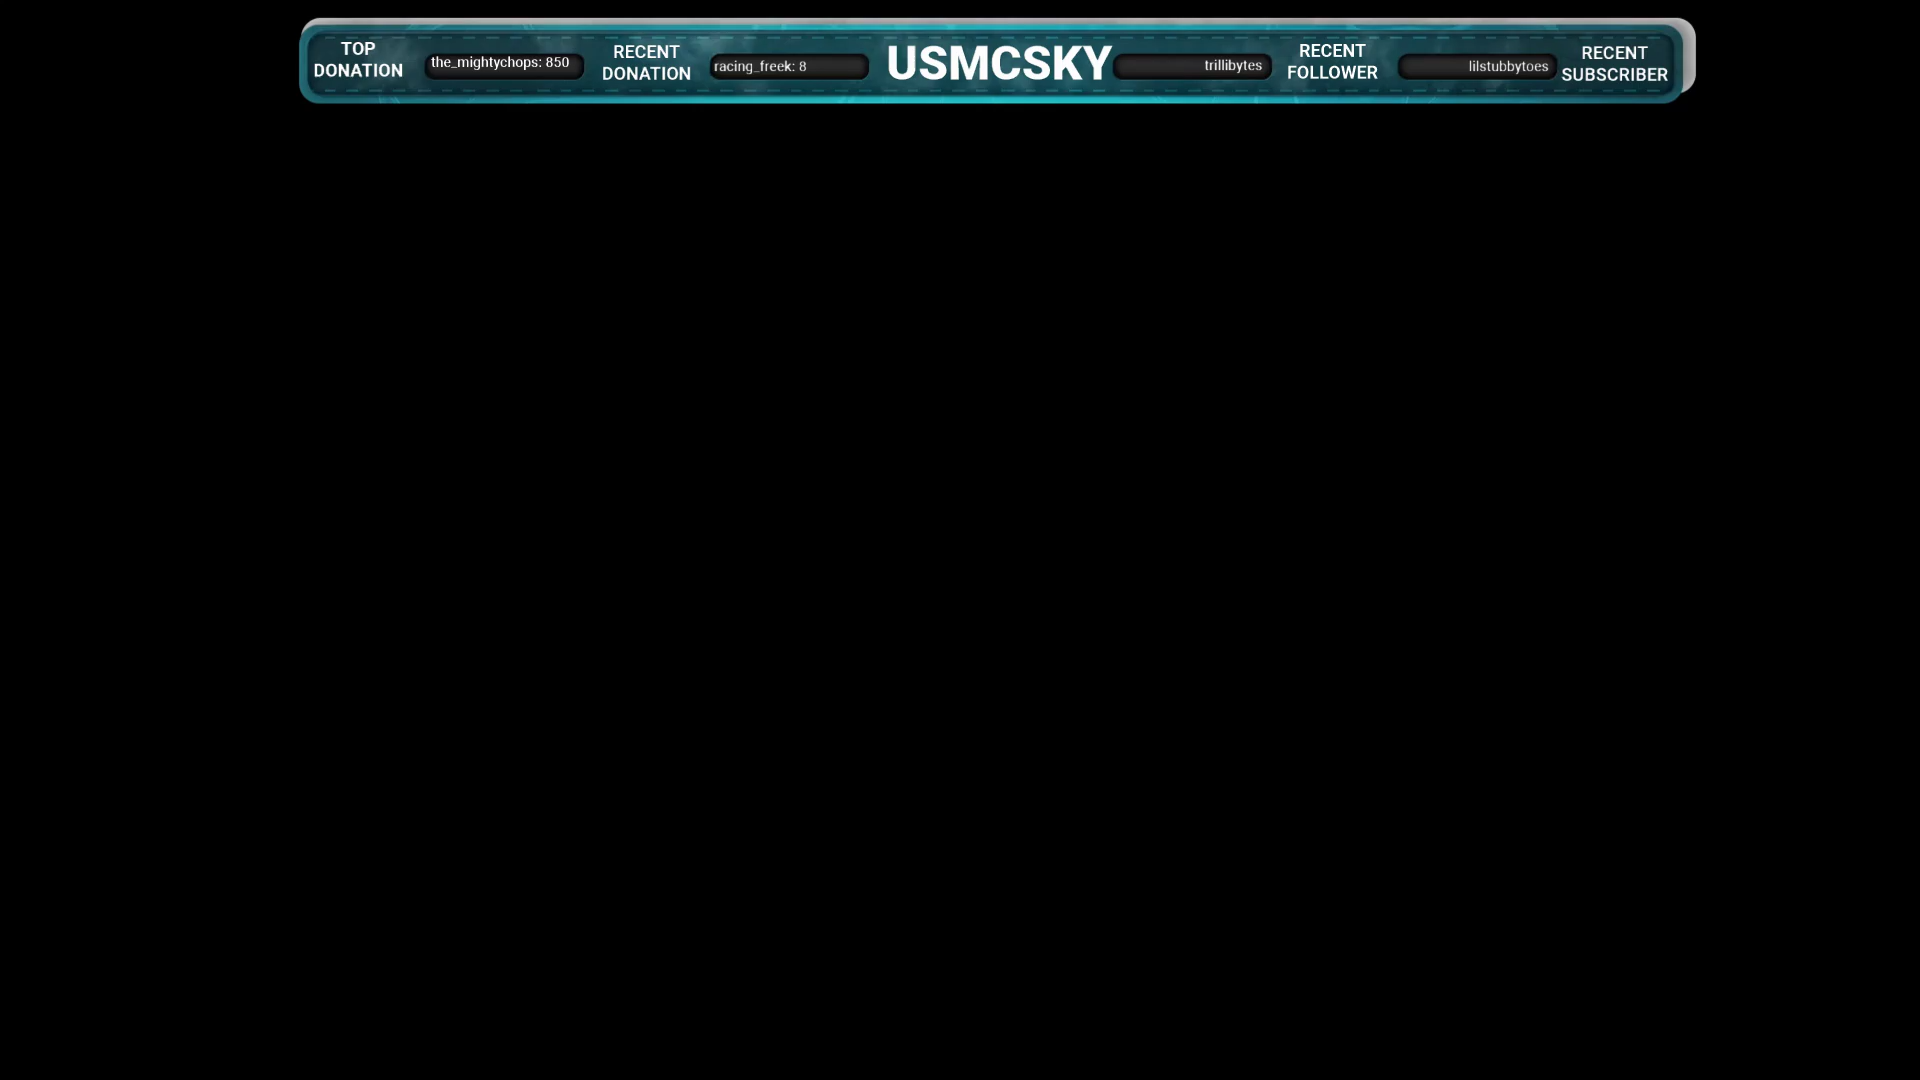 TOP
DONATION
the_mightychops: 850
RECENT
DONATION
racing_freek: 8
USMCSKY
trillibytes
RECENT
FOLLOWER
lilstubbytoes
RECENT
SUBSCRIBER